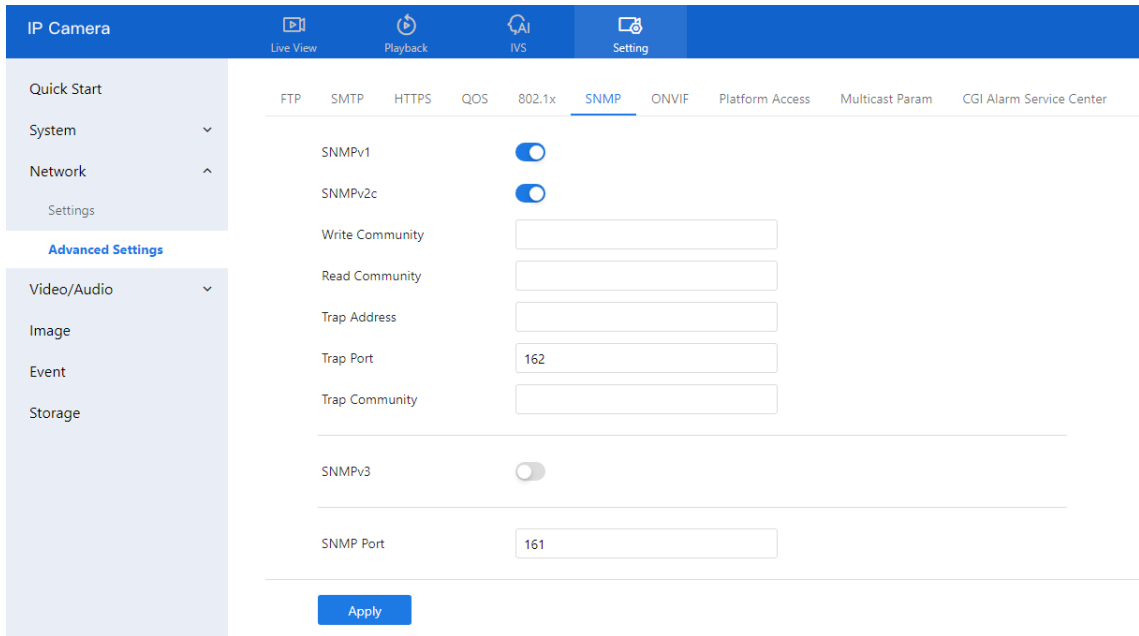 IP Camera
Live View
Playback
AI
IVS
Setting
Quick Start
System
Network
Settings
Advanced Settings
Video/Audio
Image
Event
Storage
FTP SMTP HTTPS QOS 802.1x SNMP ONVIF Platform Access Multicast Param CGI Alarm Service Center
SNMPv1
SNMPv2c
Write Community
Read Community
Trap Address
Trap Port 162
Trap Community
SNMPv3
SNMP Port 161
Apply